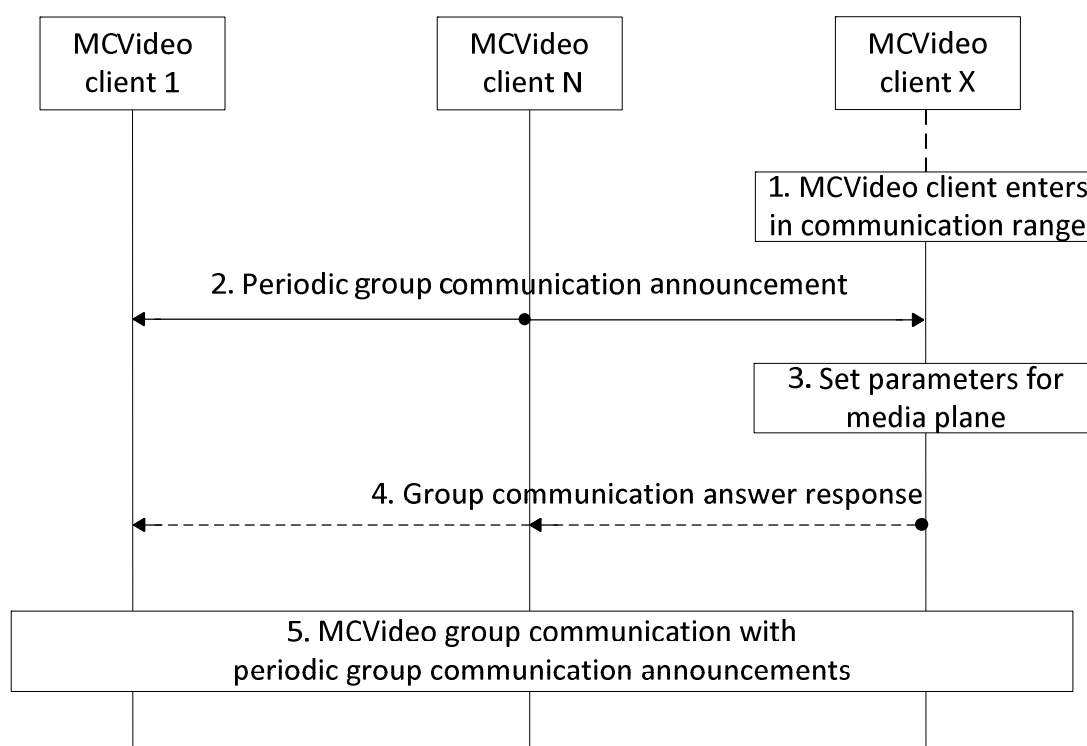 MCVideo
client 1
MCVideo
client N
MCVideo
client X
1. MCVideo client enters
in communication range
2. Periodic group communication announcement
3. Set parameters for
media plane
4. Group communication answer response
5. MCVideo group communication with
periodic group communication announcements